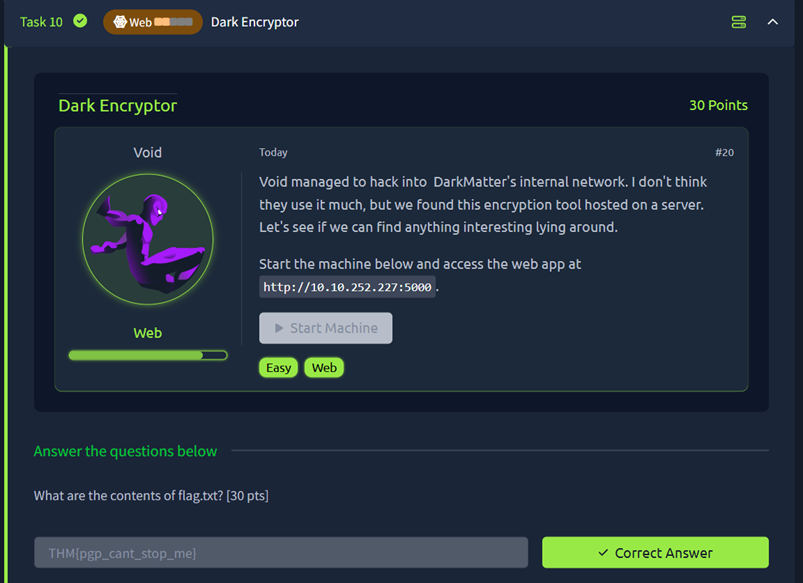 Task 10 Web Dark Encryptor
Dark Encryptor 30 Points
Void
Today #20
Void managed to hack into DarkMatter's internal network. I don't think
they use it much, but we found this encryption tool hosted on a server.
Let's see if we can find anything interesting lying around.
Start the machine below and access the web app at
http://10.10.252.227:5000.
Start Machine
Web
Easy Web
Answer the questions below
What are the contents of flag.txt? [30 pts]
THM{pgp_cant_stop_me} Correct Answer